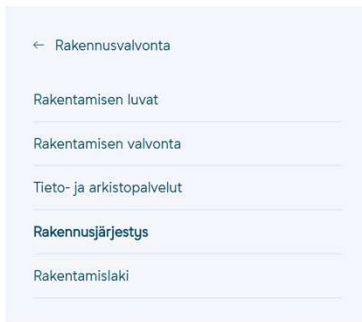 ← Rakennusvalvonta
Rakentamisen luvat
Rakentamisen valvonta
Tieto- ja arkistopalvelut
Rakennusjärjestys
Rakentamislaki